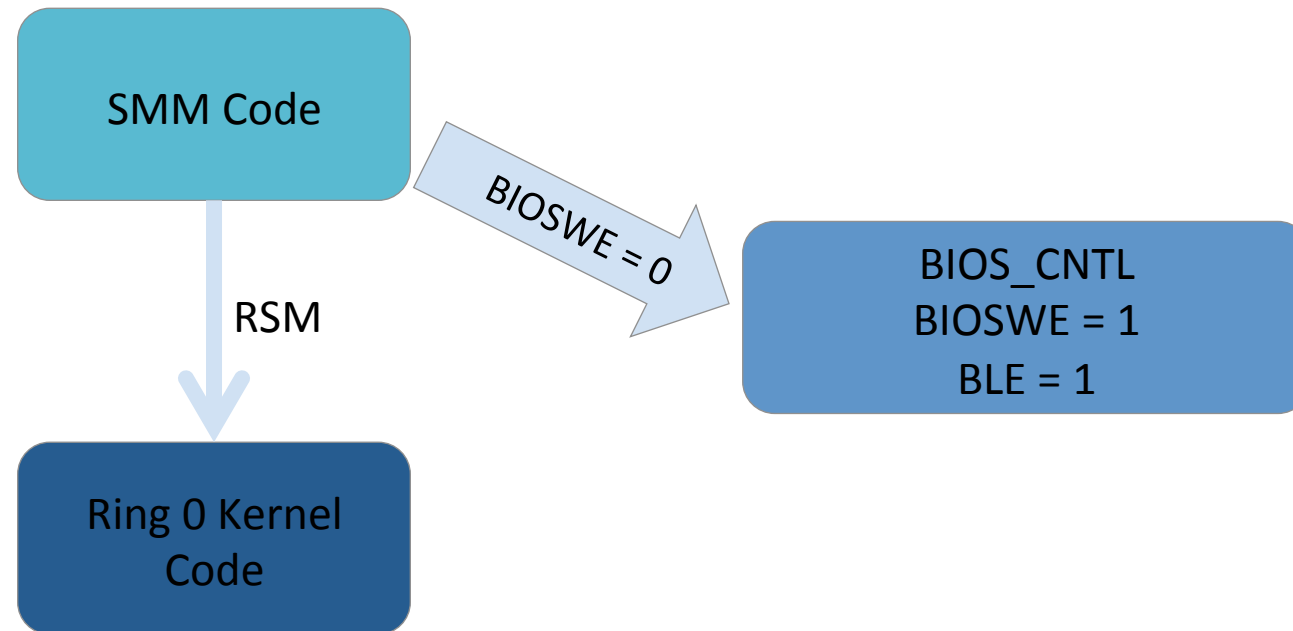 SMM Code
BIOSWE = 0
BIOS_CNTL
BIOSWE = 1
BLE = 1
RSM
Ring 0 Kernel
Code